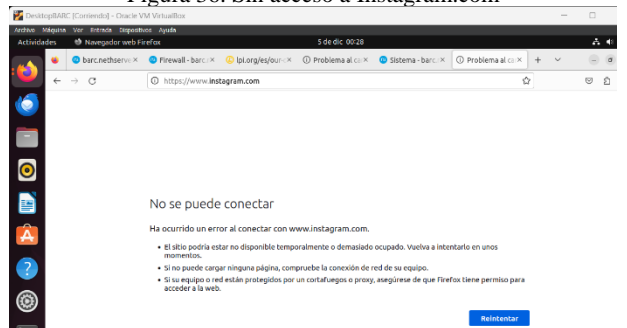 Figura 36. Sin acceso a Instagram.com
DesktopBARC [Corriendo] - Oracle VM VirtualBox
Archivo Máquina Ver Entrada Dispositivos Ayuda
Actividades Navegador web Firefox 5 de dic 00:28
barc.nethserve Firewall - barc.n lpi.org/es/our-c Problema al ca Sistema - barc. Problema al ca
https://www.instagram.com
No se puede conectar
Ha ocurrido un error al conectar con www.instagram.com.
• El sitio podría estar no disponible temporalmente o demasiado ocupado. Vuelva a intentarlo en unos
momentos.
• Si no puede cargar ninguna página, compruebe la conexión de red de su equipo.
• Si su equipo o red están protegidos por un cortafuegos o proxy, asegúrese de que Firefox tiene permiso para
acceder a la web.
Reintentar